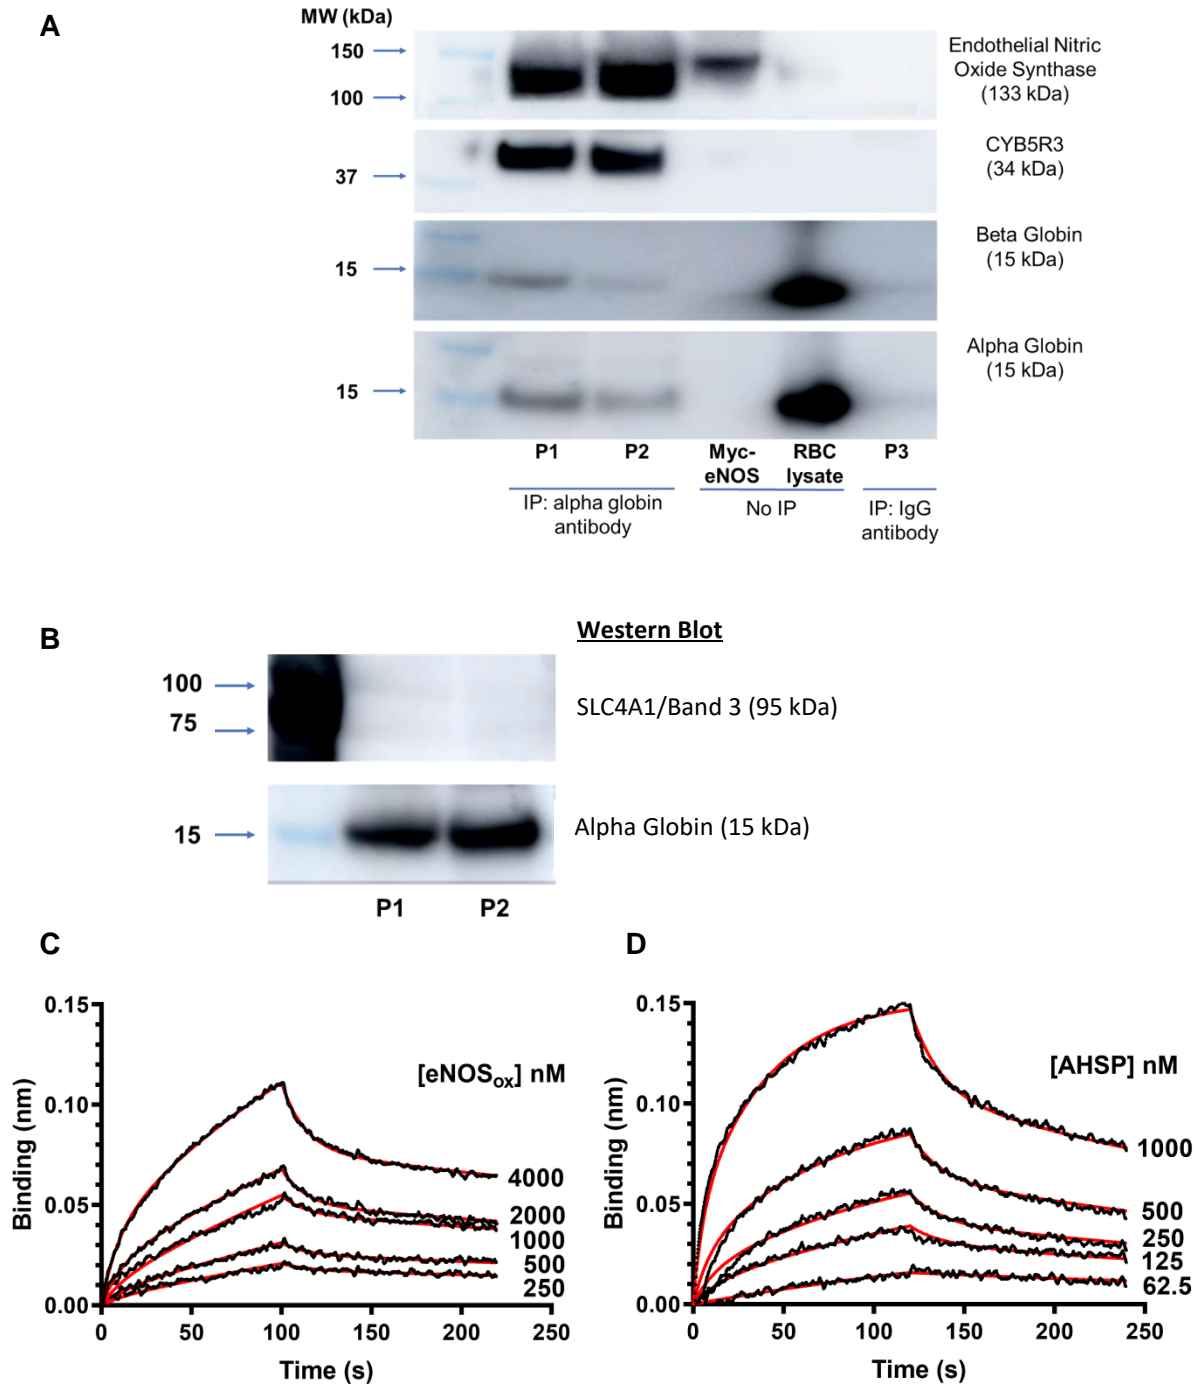 A
MW (kDa)
150
100
Endothelial Nitric
Oxide Synthase
(133 kDa)
37
CYB5R3
(34 kDa)
15
Beta Globin
(15 kDa)
15
Alpha Globin
(15 kDa)
P1 P2 Myc- RBC P3
eNOS lysate
IP: alpha globin No IP IP: IgG
antibody antibody
B
Western Blot
100
75
SLC4A1/Band 3 (95 kDa)
15
Alpha Globin (15 kDa)
P1 P2
C
Binding (nm)
0.15
0.10
0.05
0.00
[eNOSox] nM
4000
2000
1000
500
250
0 50 100 150 200 250
Time (s)
D
Binding (nm)
0.15
0.10
0.05
0.00
[AHSP] nM
1000
500
250
125
62.5
0 50 100 150 200 250
Time (s)